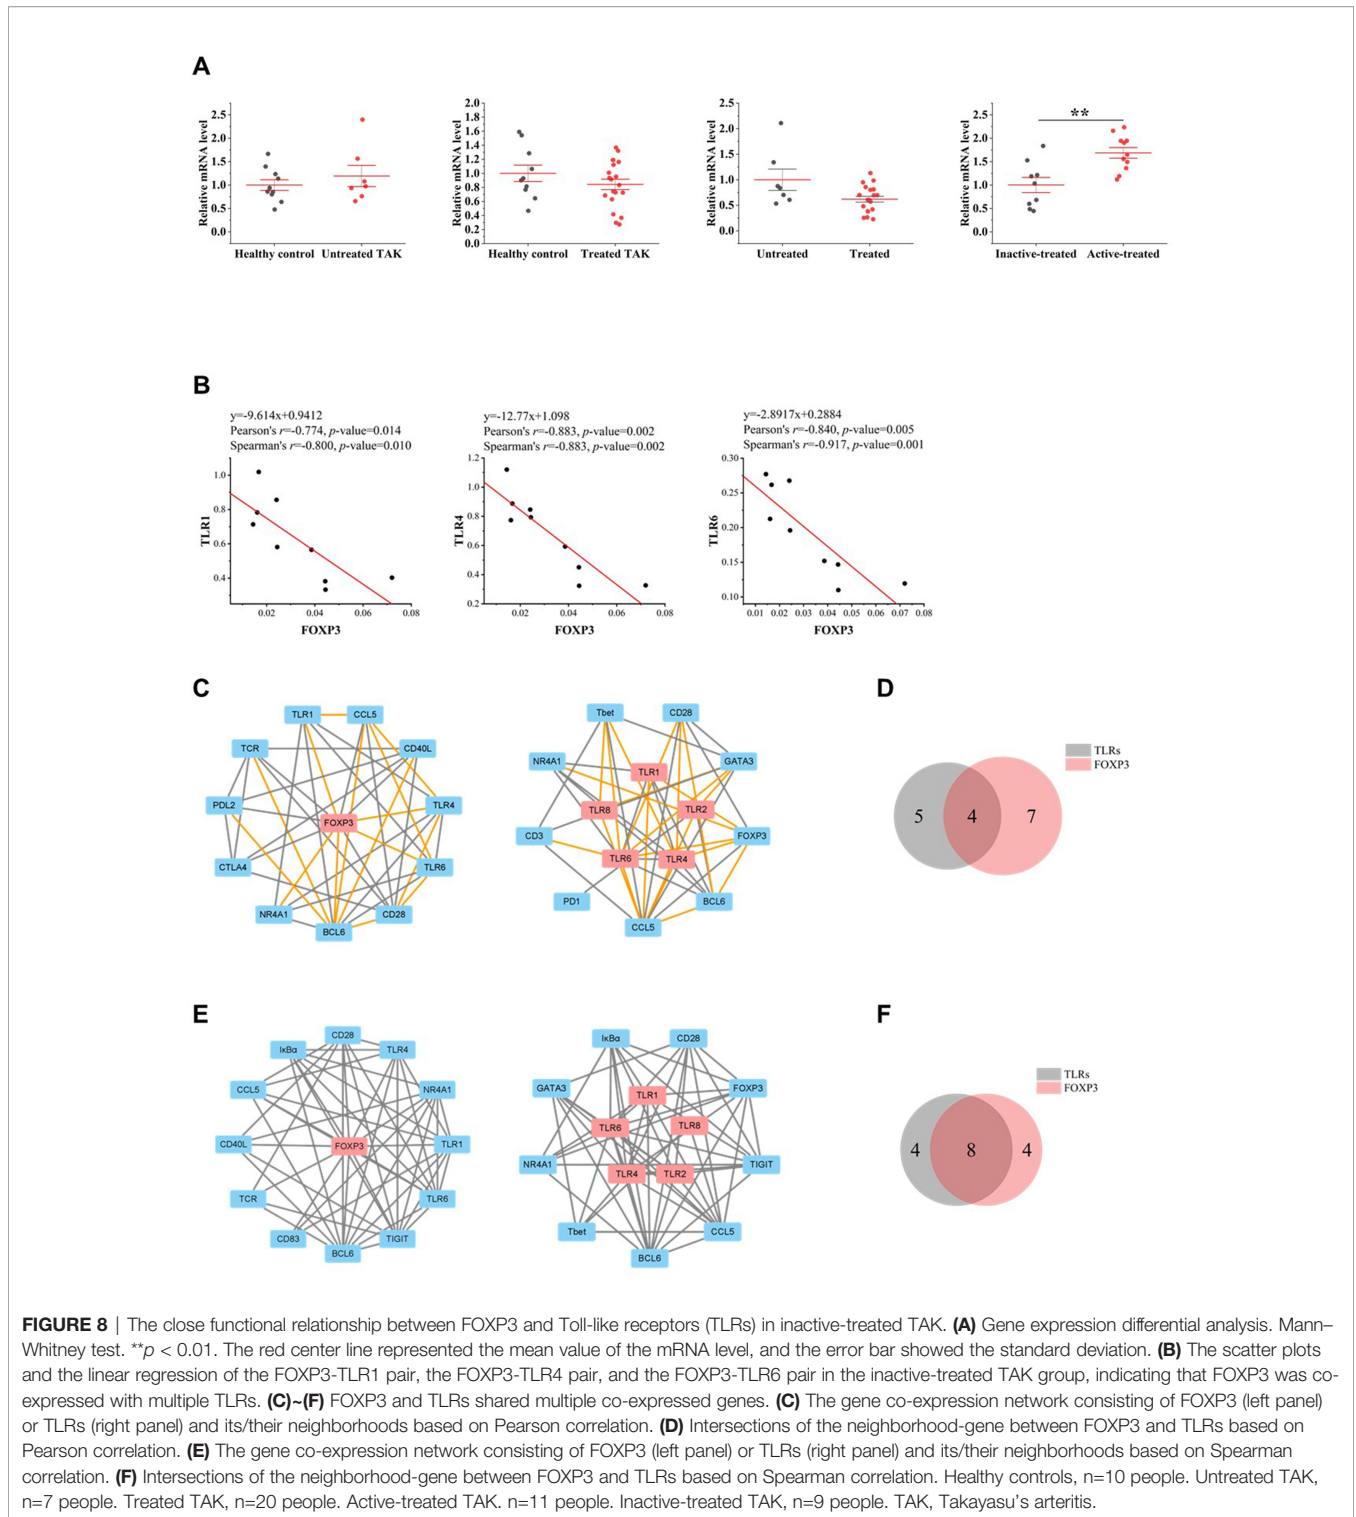 A
Relative mRNA level
2.5
2.0
1.5
1.0
0.5
0.0
Healthy control Untreated TAK
Relative mRNA level
2.0
1.8
1.6
1.4
1.2
1.0
0.8
0.6
0.4
0.2
0.0
Healthy control Treated TAK
Relative mRNA level
2.5
2.0
1.5
1.0
0.5
0.0
Untreated Treated
Relative mRNA level
2.5
2.0
1.5
1.0
0.5
0.0
**
Inactive-treated Active-treated
B
y=-9.614x+0.9412
Pearson's r=-0.774, p-value=0.014
Spearman's r=-0.800, p-value=0.010
TLR1
1.0
0.8
0.6
0.4
0.02 0.04 0.06 0.08
FOXP3
y=-12.77x+1.098
Pearson's r=-0.883, p-value=0.002
Spearman's r=-0.883, p-value=0.002
TLR4
1.2
1.0
0.8
0.6
0.4
0.2
0.02 0.04 0.06 0.08
FOXP3
y=-2.8917x+0.2884
Pearson's r=-0.840, p-value=0.005
Spearman's r=-0.917, p-value=0.001
TLR6
0.30
0.25
0.20
0.15
0.10
0.01 0.02 0.03 0.04 0.05 0.06 0.07 0.08
FOXP3
C
TLR1 CCL5
TCR CD40L
PDL2 TLR4
FOXP3
CTLA4 TLR6
NR4A1 CD28
BCL6
Tbet CD28
NR4A1 GATA3
TLR1
TLR8 TLR2
CD3 FOXP3
TLR6 TLR4
PD1 BCL6
CCL5
D
TLRs
FOXP3
5 4 7
E
CD28
IκBα TLR4
CCL5 NR4A1
CD40L FOXP3 TLR1
TCR TLR6
CD83 TIGIT
BCL6
IκBα CD28
GATA3 FOXP3
TLR1
TLR6 TLR8
NR4A1 TIGIT
TLR4 TLR2
Tbet CCL5
BCL6
F
TLRs
FOXP3
4 8 4
FIGURE 8 | The close functional relationship between FOXP3 and Toll-like receptors (TLRs) in inactive-treated TAK. (A) Gene expression differential analysis. Mann–
Whitney test. **p < 0.01. The red center line represented the mean value of the mRNA level, and the error bar showed the standard deviation. (B) The scatter plots
and the linear regression of the FOXP3-TLR1 pair, the FOXP3-TLR4 pair, and the FOXP3-TLR6 pair in the inactive-treated TAK group, indicating that FOXP3 was co-
expressed with multiple TLRs. (C)~(F) FOXP3 and TLRs shared multiple co-expressed genes. (C) The gene co-expression network consisting of FOXP3 (left panel)
or TLRs (right panel) and its/their neighborhoods based on Pearson correlation. (D) Intersections of the neighborhood-gene between FOXP3 and TLRs based on
Pearson correlation. (E) The gene co-expression network consisting of FOXP3 (left panel) or TLRs (right panel) and its/their neighborhoods based on Spearman
correlation. (F) Intersections of the neighborhood-gene between FOXP3 and TLRs based on Spearman correlation. Healthy controls, n=10 people. Untreated TAK,
n=7 people. Treated TAK, n=20 people. Active-treated TAK. n=11 people. Inactive-treated TAK, n=9 people. TAK, Takayasu's arteritis.